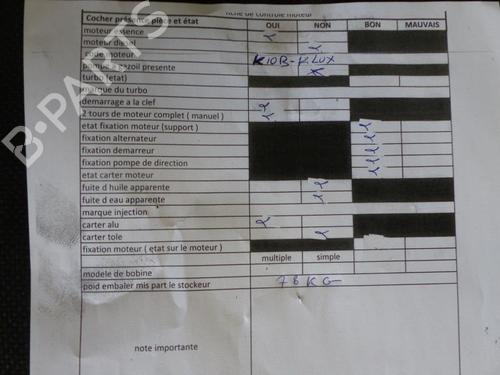 fiche de controle moteur
Cocher présence pièce et état OUI NON BON MAUVAIS
moteur essence
moteur diesel
code moteur
pompe a gazoil presente
turbo (etat)
marque du turbo
demarrage a la clef
2 tours de moteur complet ( manuel )
etat fixation moteur (support )
fixation alternateur
fixation demarreur
fixation pompe de direction
etat carter moteur
fuite d huile apparente
fuite d eau apparente
marque injection
carter alu
carter tole
fixation moteur ( etat sur le moteur )
multiple simple
modele de bobine
poid embaler mis part le stockeur 78 KG
note importante
B-PARTS